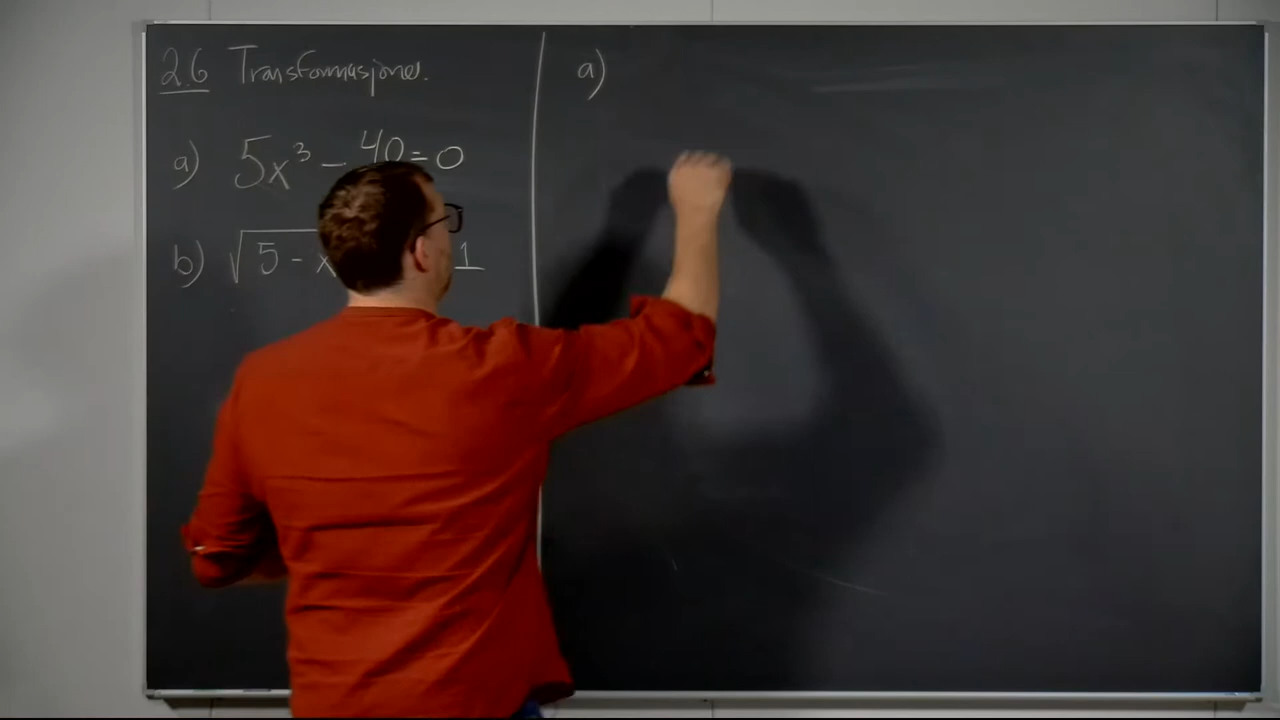 2.6 Transformasjoner.
a) 5x³ - 40 = 0
b) √5 - x 1
a)